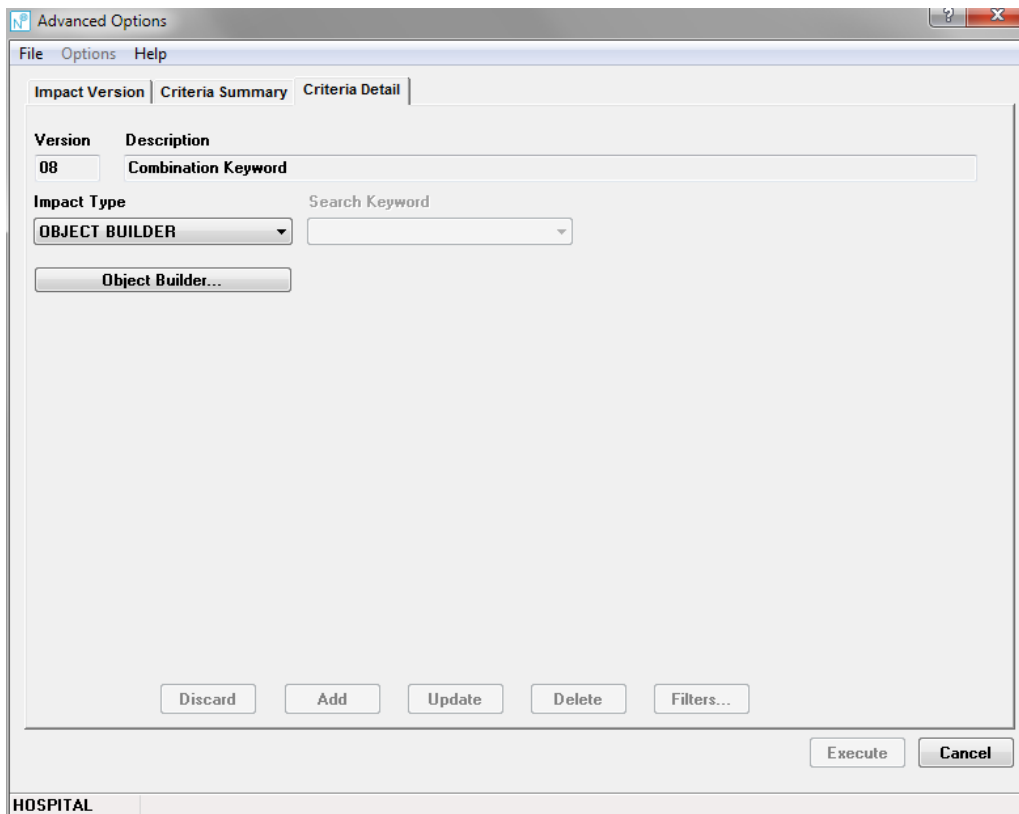 N° Advanced Options
?
X
File Options Help
Impact Version Criteria Summary Criteria Detail
Version Description
08 Combination Keyword
Impact Type Search Keyword
OBJECT BUILDER
Object Builder...
Discard Add Update Delete Filters...
Execute Cancel
HOSPITAL